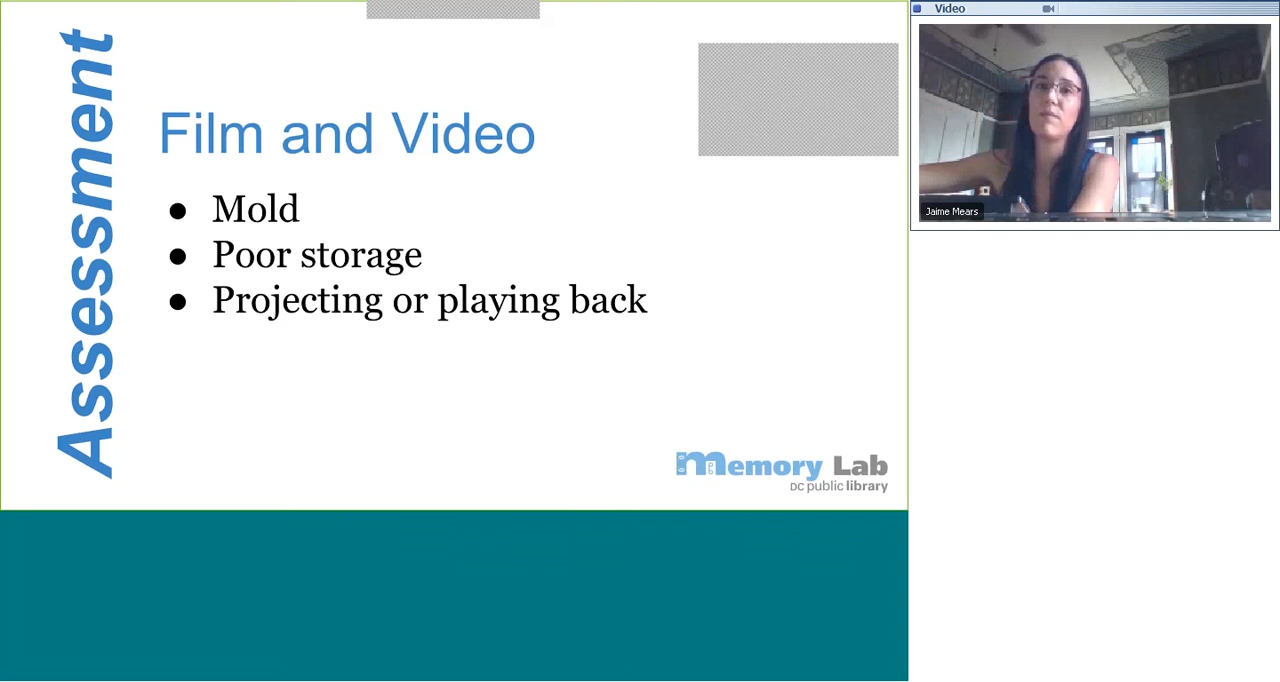 Assessment
Film and Video
● Mold
● Poor storage
● Projecting or playing back
memory Lab
DC public library
Video
Jaime Mears